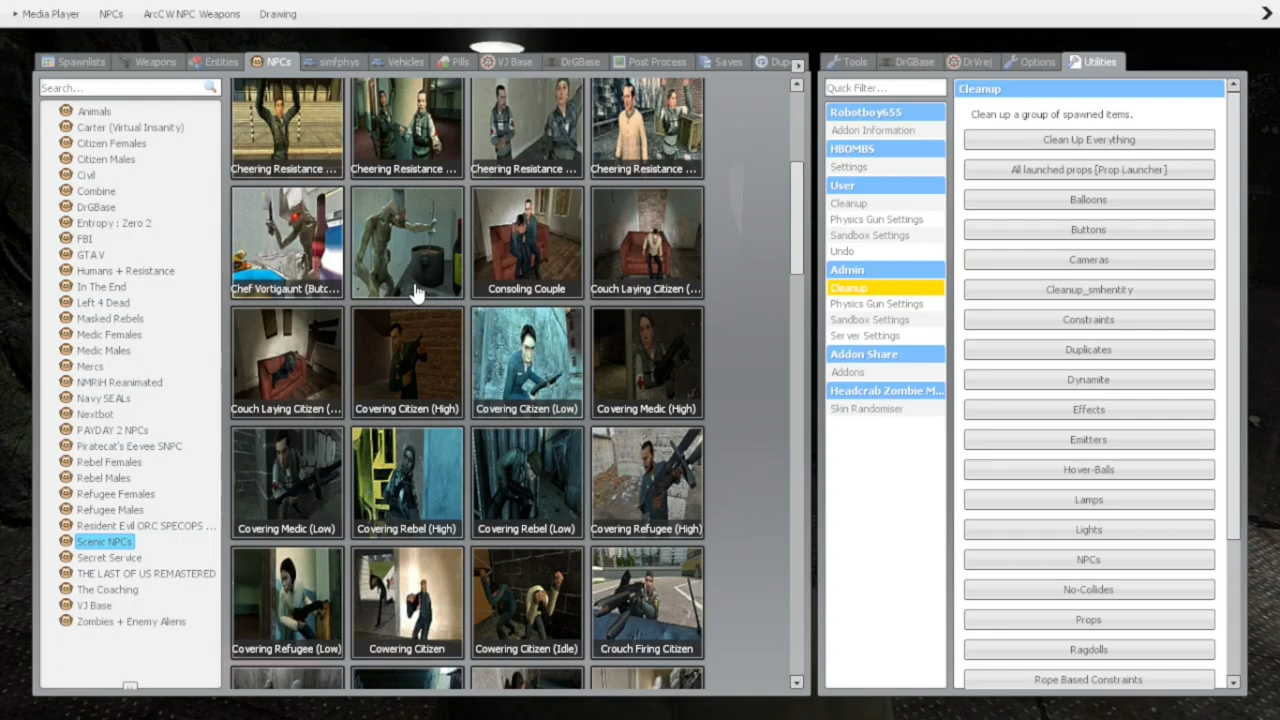 Media Player
NPCs
ArcCW NPC Weapons
Drawing
Spawnlists
Weapons
Entities
NPCs
simfphys
Vehicles
Pills
VJ Base
DrGBase
Post Process
Saves
Dup
Tools
DrGBase
DrVrej
Options
Utilities
Search...
Animals
Carter (Virtual Insanity)
Citizen Females
Citizen Males
Civil
Combine
DrGBase
Entropy : Zero 2
FBI
GTA V
Humans + Resistance
In The End
Left 4 Dead
Masked Rebels
Medic Females
Medic Males
Mercs
NMRiH Reanimated
Navy SEALs
Nextbot
PAYDAY 2 NPCs
Piratecat's Eevee SNPC
Rebel Females
Rebel Males
Refugee Females
Refugee Males
Resident Evil ORC SPECOPS ...
Scenic NPCs
Secret Service
THE LAST OF US REMASTERED
The Coaching
VJ Base
Zombies + Enemy Aliens
Cheering Resistance ...
Cheering Resistance ...
Cheering Resistance ...
Cheering Resistance ...
Chef Vortigaunt (Butc...
Consoling Couple
Couch Laying Citizen (...
Couch Laying Citizen (...
Covering Citizen (High)
Covering Citizen (Low)
Covering Medic (High)
Covering Medic (Low)
Covering Rebel (High)
Covering Rebel (Low)
Covering Refugee (High)
Covering Refugee (Low)
Cowering Citizen
Cowering Citizen (Idle)
Crouch Firing Citizen
Quick Filter...
Robotboy655
Addon Information
HBOMBS
Settings
User
Cleanup
Physics Gun Settings
Sandbox Settings
Undo
Admin
Cleanup
Physics Gun Settings
Sandbox Settings
Server Settings
Addon Share
Addons
Headcrab Zombie M...
Skin Randomiser
Cleanup
Clean up a group of spawned items.
Clean Up Everything
All launched props [Prop Launcher]
Balloons
Buttons
Cameras
Cleanup_smhentity
Constraints
Duplicates
Dynamite
Effects
Emitters
Hover-Balls
Lamps
Lights
NPCs
No-Collides
Props
Ragdolls
Rope Based Constraints